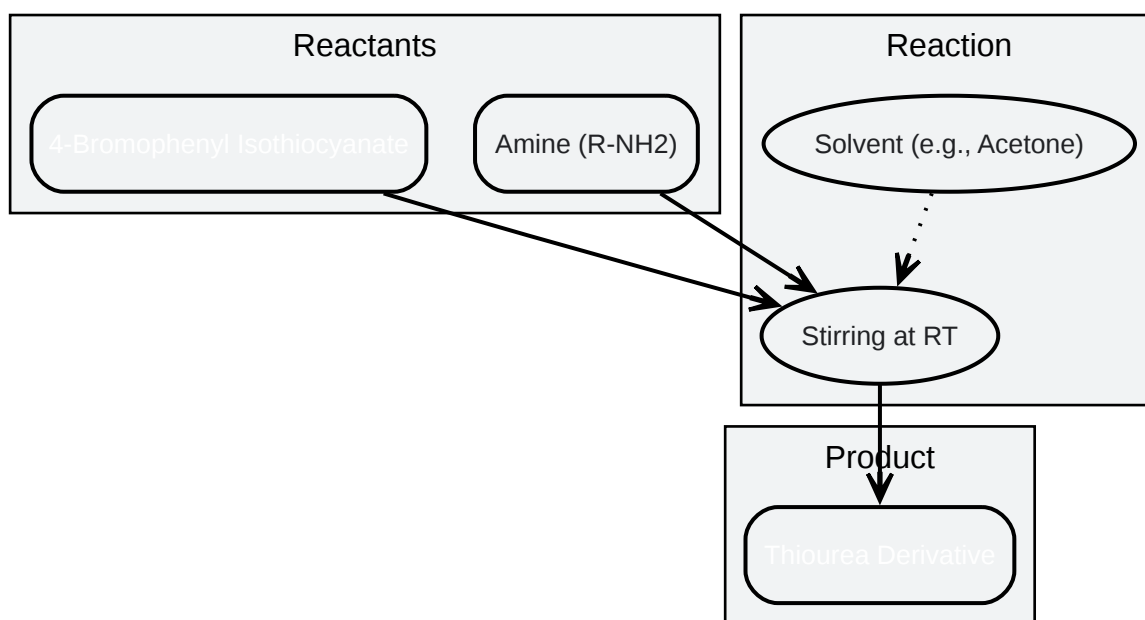 Reactants
Reaction
4-Bromophenyl Isothiocyanate
Amine (R-NH2)
Solvent (e.g., Acetone)
Stirring at RT
Product
Thiourea Derivative